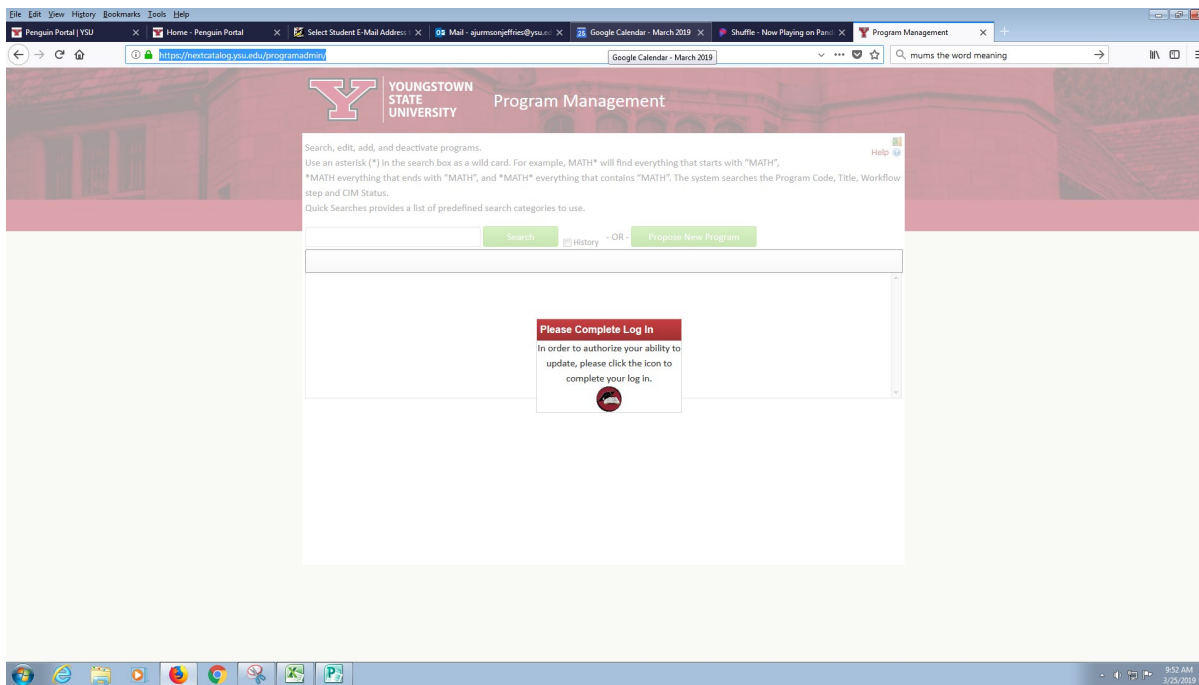 File Edit View History Bookmarks Tools Help
Penguin Portal | YSU
Home - Penguin Portal
Select Student E-Mail Address
Mail - ajurmsonjeffries@ysu.ed
25 Google Calendar - March 2019
Shuffle - Now Playing on Pand
Program Management
https://nextcatalog.ysu.edu/programadmin/
Google Calendar - March 2019
mums the word meaning
YOUNGSTOWN
STATE
UNIVERSITY
Program Management
Search, edit, add, and deactivate programs.
Help
Use an asterisk (*) in the search box as a wild card. For example, MATH* will find everything that starts with "MATH",
*MATH everything that ends with "MATH", and *MATH* everything that contains "MATH". The system searches the Program Code, Title, Workflow
step and CIM Status.
Quick Searches provides a list of predefined search categories to use.
Search History - OR - Propose New Program
Please Complete Log In
In order to authorize your ability to
update, please click the icon to
complete your log in.
9:52 AM
3/25/2019